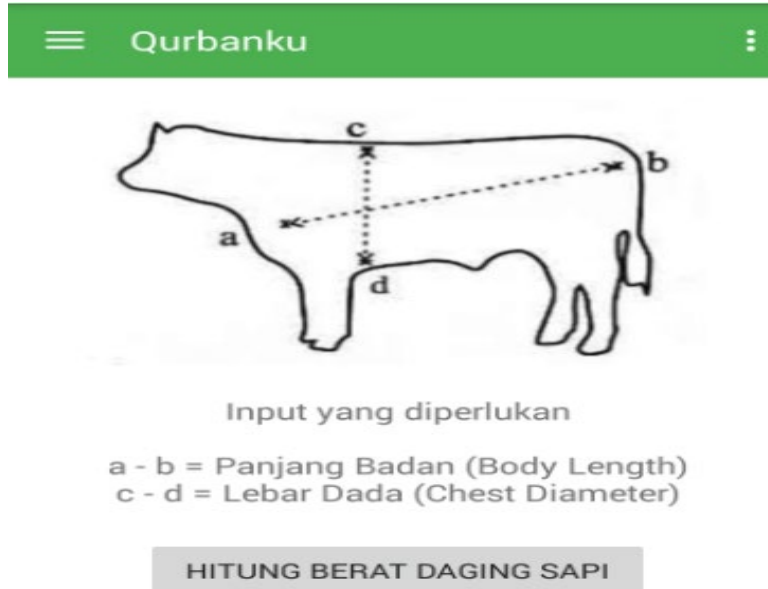 Qurbanku
c
b
a
d
Input yang diperlukan
a - b = Panjang Badan (Body Length)
c - d = Lebar Dada (Chest Diameter)
HITUNG BERAT DAGING SAPI